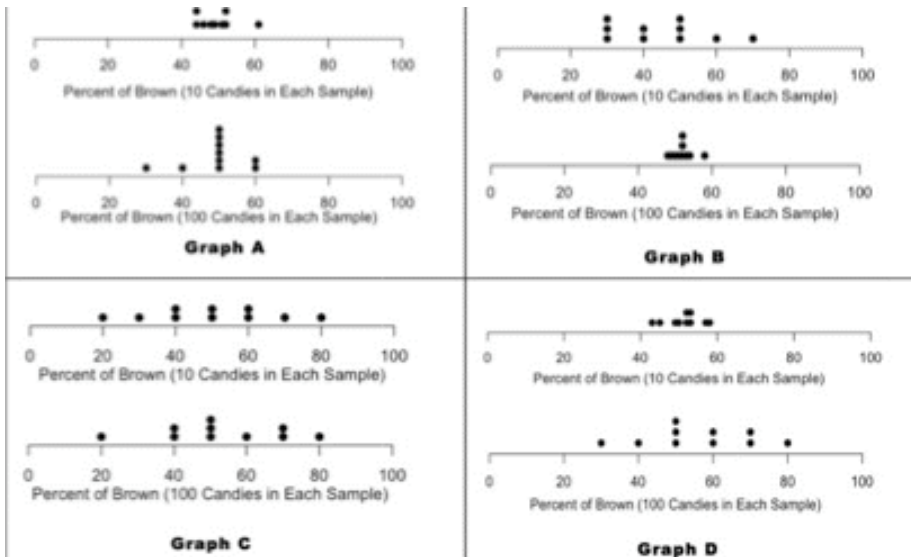 0 20 40 60 80 100
Percent of Brown (10 Candies in Each Sample)
0 20 40 60 80 100
Percent of Brown (100 Candies in Each Sample)
Graph A
0 20 40 60 80 100
Percent of Brown (10 Candies in Each Sample)
0 20 40 60 80 100
Percent of Brown (100 Candies in Each Sample)
Graph B
0 20 40 60 80 100
Percent of Brown (10 Candies in Each Sample)
0 20 40 60 80 100
Percent of Brown (100 Candies in Each Sample)
Graph C
0 20 40 60 80 100
Percent of Brown (10 Candies in Each Sample)
0 20 40 60 80 100
Percent of Brown (100 Candies in Each Sample)
Graph D